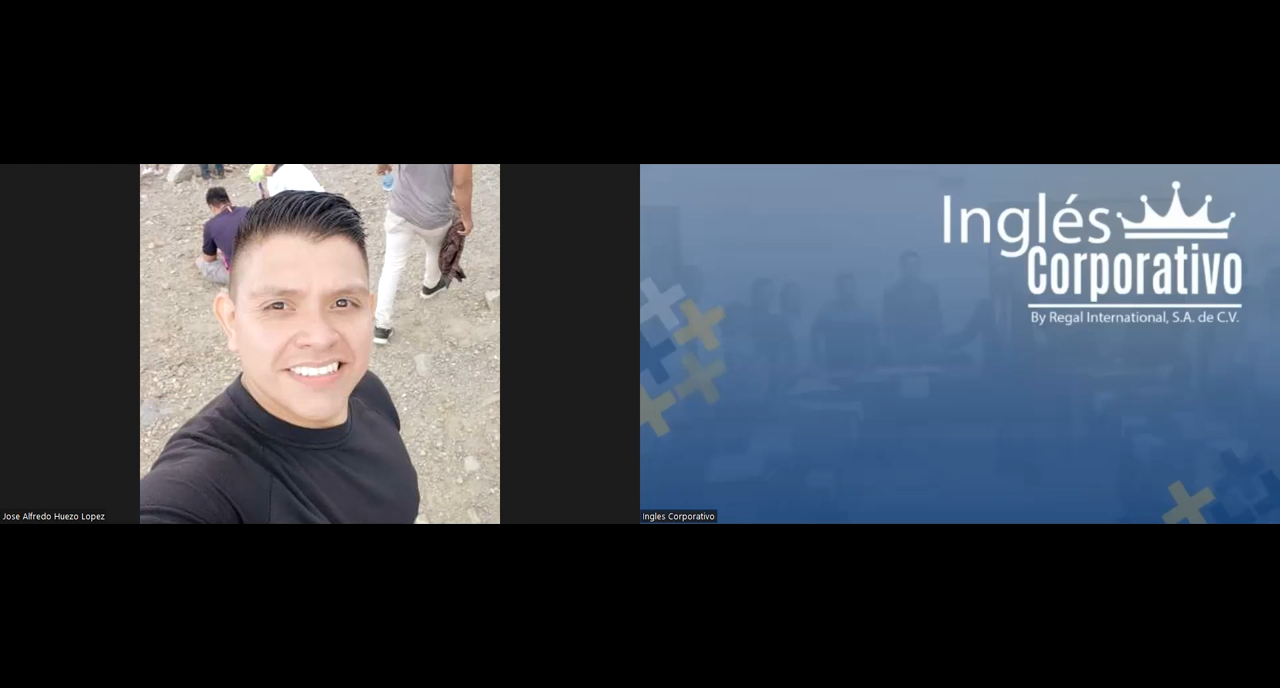 Inglés
Corporativo
By Regal International, S.A. de C.V.
Jose Alfredo Huezo Lopez
Ingles Corporativo